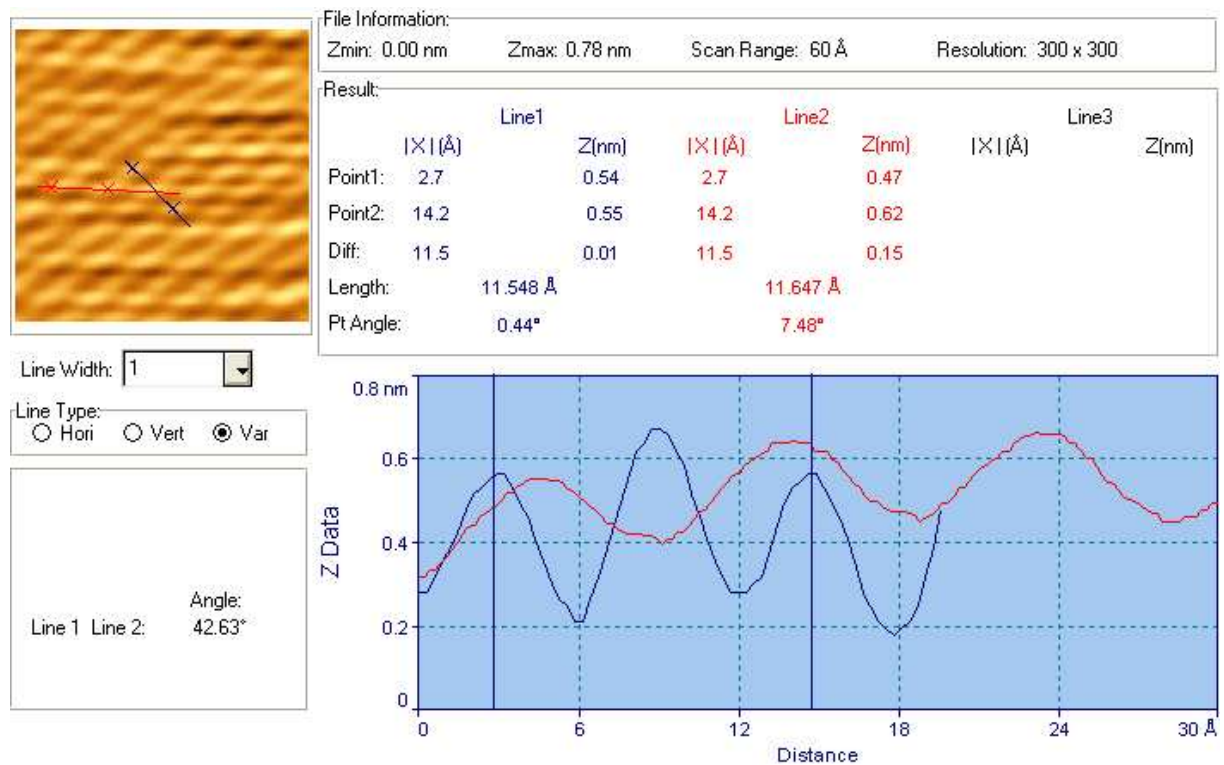 File Information:
Zmin: 0.00 nm Zmax: 0.78 nm Scan Range: 60 Å Resolution: 300 x 300
Result:
Line1 Line2 Line3
|X|(Å) Z(nm) |X|(Å) Z(nm) |X|(Å) Z(nm)
Point1: 2.7 0.54 2.7 0.47
Point2: 14.2 0.55 14.2 0.62
Diff: 11.5 0.01 11.5 0.15
Length: 11.548 Å 11.647 Å
Pt Angle: 0.44° 7.48°
Line Width: 1
Line Type:
Hori Vert Var
Angle:
Line 1 Line 2: 42.63°
0.8 nm
0.6
0.4
0.2
0
Z Data
0 6 12 18 24 30 Å
Distance